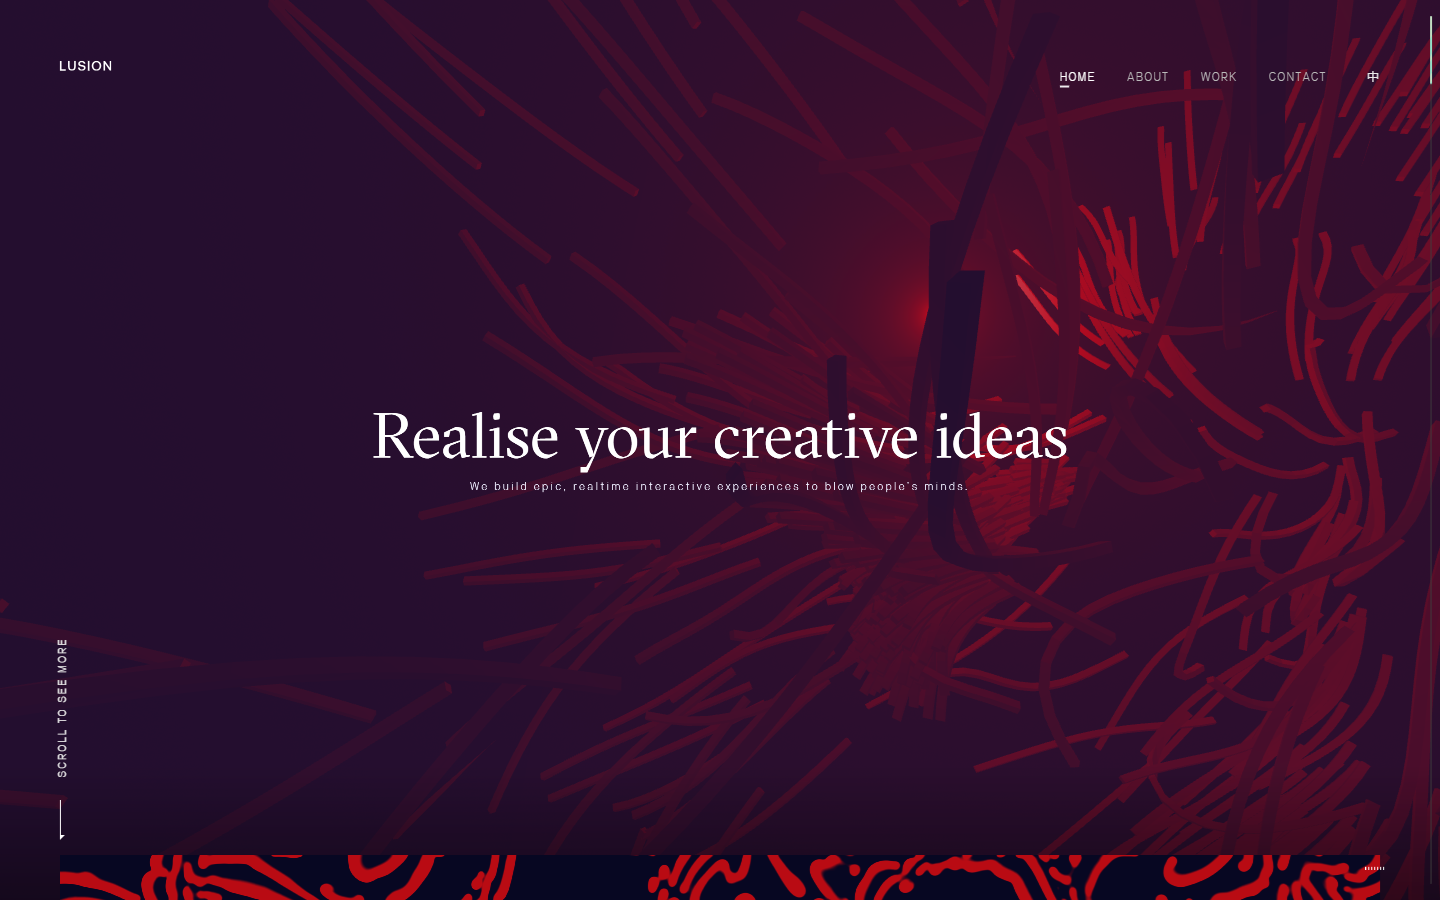 LUSION
HOME ABOUT WORK CONTACT 中
Realise your creative ideas
We build epic, realtime interactive experiences to blow people's minds.
SCROLL TO SEE MORE